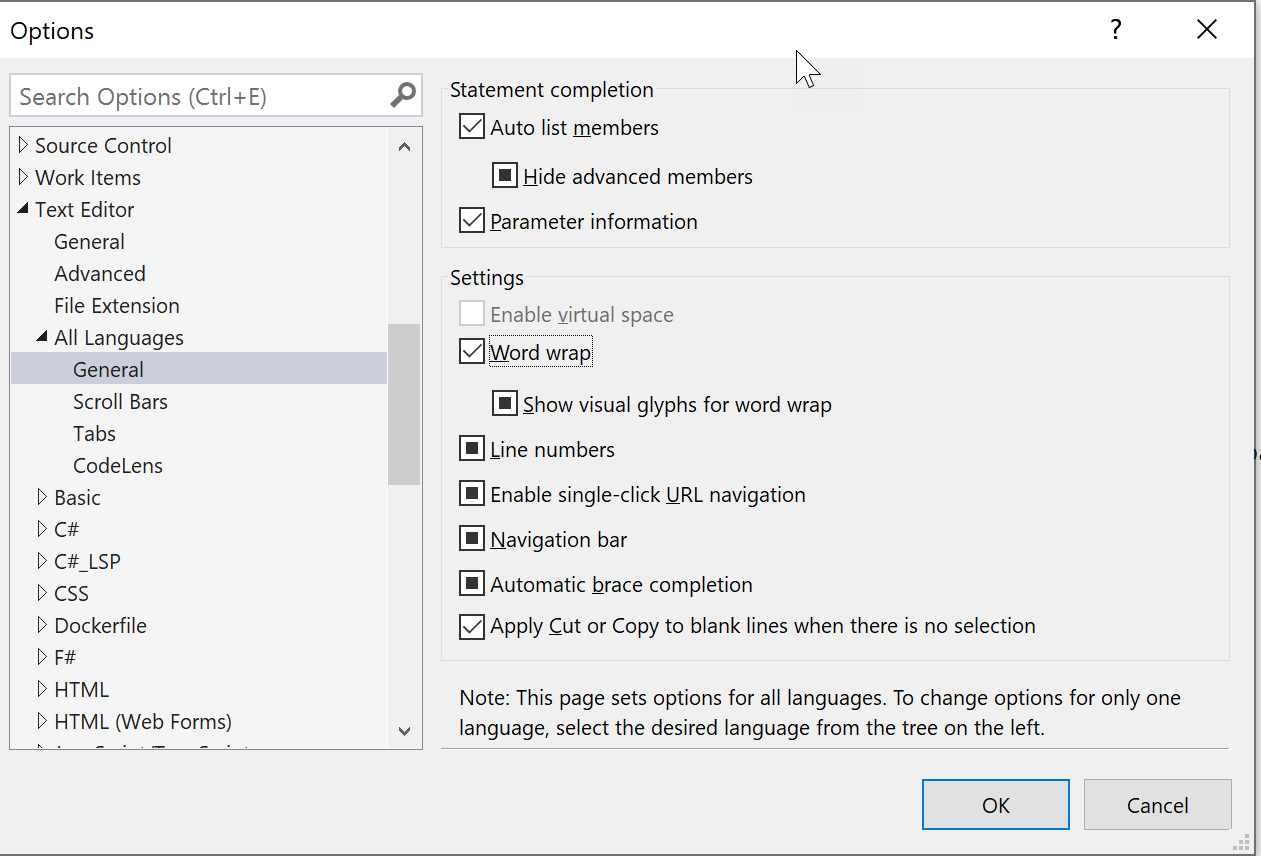 Options
?
Search Options (Ctrl+E)
Source Control
Work Items
Text Editor
General
Advanced
File Extension
All Languages
General
Scroll Bars
Tabs
CodeLens
Basic
C#
C#_LSP
CSS
Dockerfile
F#
HTML
HTML (Web Forms)
Statement completion
Auto list members
Hide advanced members
Parameter information
Settings
Enable virtual space
Word wrap
Show visual glyphs for word wrap
Line numbers
Enable single-click URL navigation
Navigation bar
Automatic brace completion
Apply Cut or Copy to blank lines when there is no selection
Note: This page sets options for all languages. To change options for only one
language, select the desired language from the tree on the left.
OK
Cancel